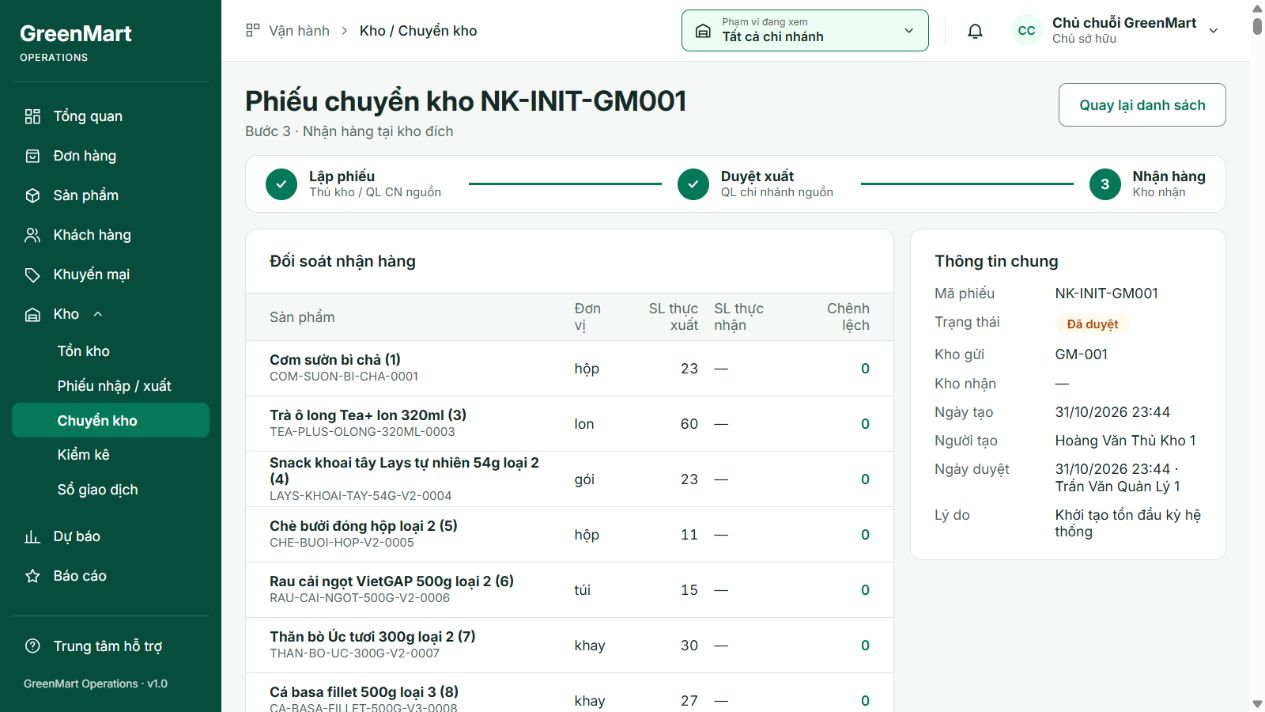 GreenMart
OPERATIONS
Tổng quan
Đơn hàng
Sản phẩm
Khách hàng
Khuyến mại
Kho
Tồn kho
Phiếu nhập / xuất
Chuyển kho
Kiểm kê
Sổ giao dịch
Dự báo
Báo cáo
Trung tâm hỗ trợ
GreenMart Operations · v1.0
Vận hành > Kho / Chuyển kho
Phạm vi đang xem
Tất cả chi nhánh
CC
Chủ chuỗi GreenMart
Chủ sở hữu
Phiếu chuyển kho NK-INIT-GM001
Bước 3 · Nhận hàng tại kho đích
Quay lại danh sách
Lập phiếu
Thủ kho / QL CN nguồn
Duyệt xuất
QL chi nhánh nguồn
3
Nhận hàng
Kho nhận
Đối soát nhận hàng
Sản phẩm
Đơn vị
SL thực xuất
SL thực nhận
Chênh lệch
Cơm sườn bì chả (1)
COM-SUON-BI-CHA-0001
hộp 23 — 0
Trà ô long Tea+ lon 320ml (3)
TEA-PLUS-OLONG-320ML-0003
lon 60 — 0
Snack khoai tây Lays tự nhiên 54g loại 2
(4)
LAYS-KHOAI-TAY-54G-V2-0004
gói 23 — 0
Chè bưởi đóng hộp loại 2 (5)
CHE-BUOI-HOP-V2-0005
hộp 11 — 0
Rau cải ngọt VietGAP 500g loại 2 (6)
RAU-CAI-NGOT-500G-V2-0006
túi 15 — 0
Thăn bò Úc tươi 300g loại 2 (7)
THAN-BO-UC-300G-V2-0007
khay 30 — 0
Cá basa fillet 500g loại 3 (8)
CA-BASA-FILLET-500G-V3-0008
khay 27 — 0
Thông tin chung
Mã phiếu NK-INIT-GM001
Trạng thái Đã duyệt
Kho gửi GM-001
Kho nhận —
Ngày tạo 31/10/2026 23:44
Người tạo Hoàng Văn Thủ Kho 1
Ngày duyệt 31/10/2026 23:44 ·
Trần Văn Quản Lý 1
Lý do Khởi tạo tồn đầu kỳ hệ
thống